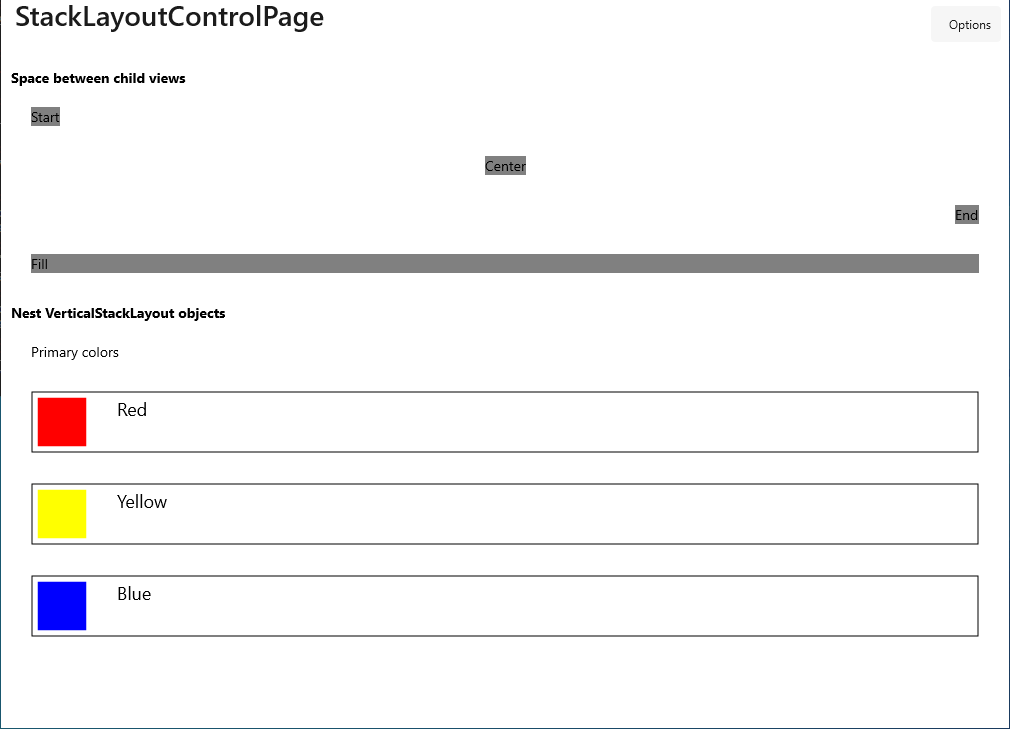 StackLayoutControlPage
Options
Space between child views
Start
Center
End
Fill
Nest VerticalStackLayout objects
Primary colors
Red
Yellow
Blue